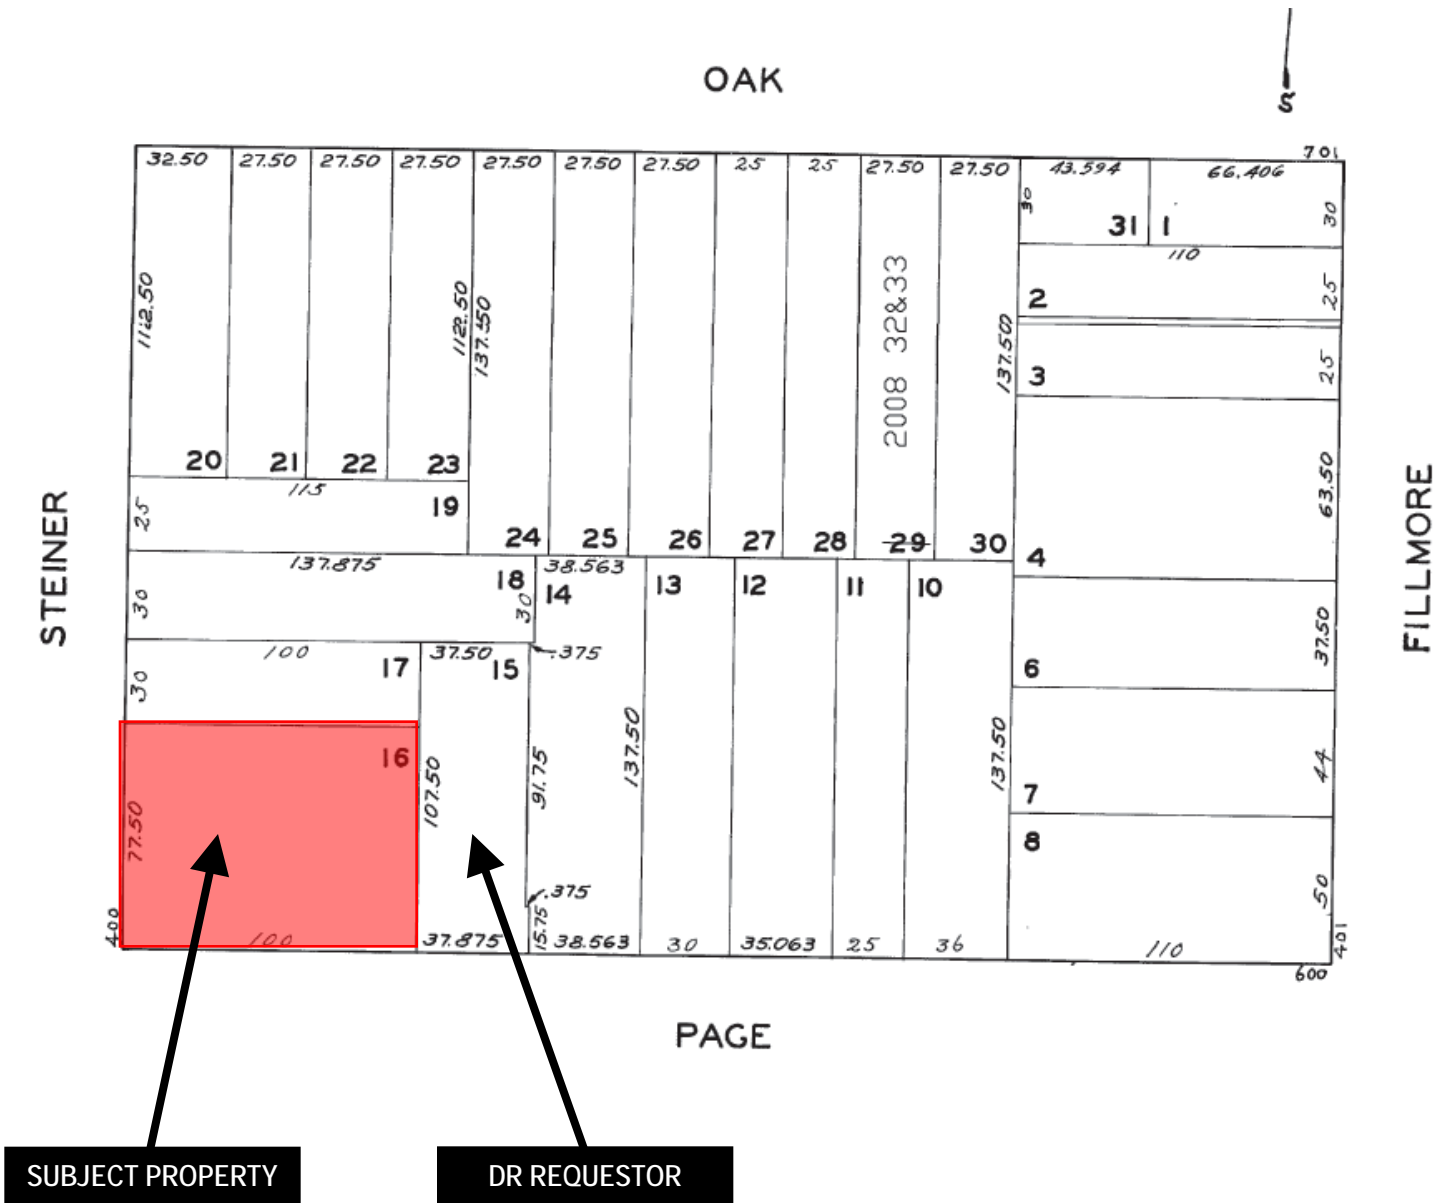 S
OAK
701
32.50 27.50 27.50 27.50 27.50 27.50 27.50 25 25 27.50 27.50 43.594 66.406
30 31 1 30
110
112.50 112.50 137.50 2008 32&33 137.50 2 25
3 25
20 21 22 23
115
25 19
24 25 26 27 28 29 30 4 63.50
STEINER
FILLMORE
137.875 18 38.563
30 30 14 13 12 11 10
100 17 37.50 15 .375
30 6 37.50
16
77.50 107.50 91.75 137.50 137.50 7 44
8
.375
400 100 37.875 15.75 38.563 30 35.063 25 36 110 50 401
600
PAGE
SUBJECT PROPERTY
DR REQUESTOR